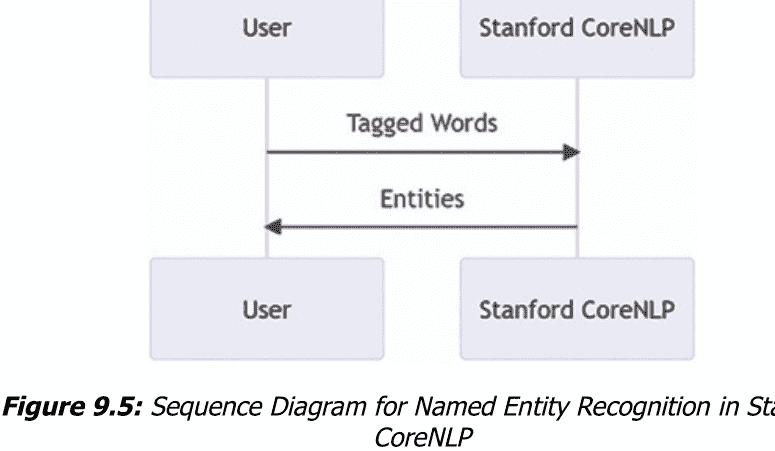 User Stanford CoreNLP
Tagged Words
Entities
User Stanford CoreNLP
Figure 9.5: Sequence Diagram for Named Entity Recognition in Sta
CoreNLP